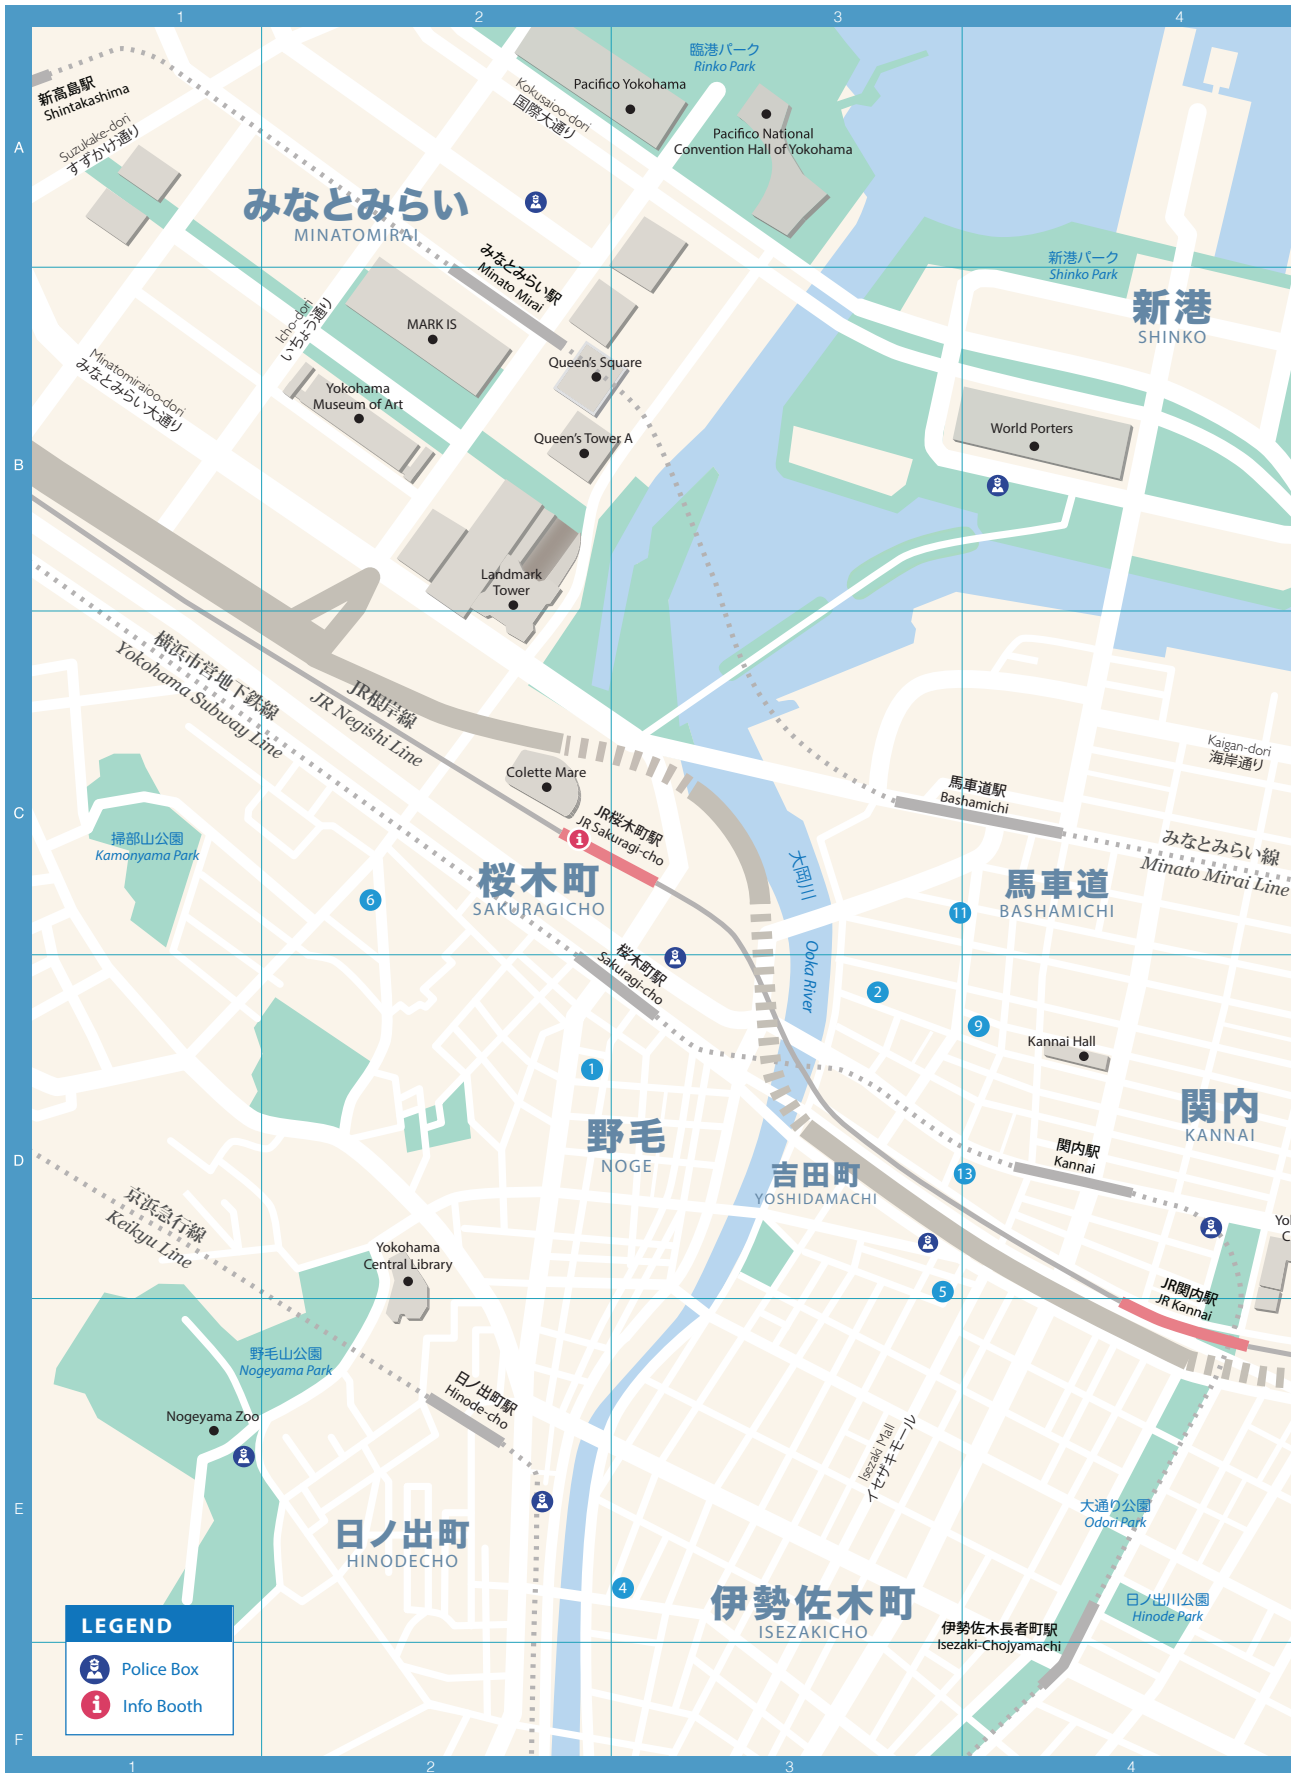 1
2
3
4
臨港パーク
Rinko Park
新高島駅
Shintakashima
Pacifico Yokohama
Kokusaioo-dori
国際大通り
Suzukake-dori
すずかけ通り
Pacifico National
Convention Hall of Yokohama
A
みなとみらい
MINATOMIRAI
みなとみらい駅
Minato Mirai
新港パーク
Shinko Park
新港
SHINKO
Icho-dori
いちょう通り
MARK IS
Minatomiraioo-dori
みなとみらい大通り
Queen's Square
Yokohama
Museum of Art
World Porters
Queen's Tower A
B
Landmark
Tower
横浜市営地下鉄線
Yokohama Subway Line
JR根岸線
JR Negishi Line
Kaigan-dori
海岸通り
Colette Mare
馬車道駅
Bashamichi
C
JR桜木町駅
JR Sakuragi-cho
掃部山公園
Kamonyama Park
みなとみらい線
Minato Mirai Line
大岡川
Ooka River
桜木町
SAKURAGICHO
馬車道
BASHAMICHI
6
11
桜木町駅
Sakuragi-cho
2
9
Kannai Hall
1
関内
KANNAI
野毛
NOGE
D
関内駅
Kannai
吉田町
YOSHIDAMACHI
13
京浜急行線
Keikyu Line
Yokohama
Central Library
Yol
C
5
JR関内駅
JR Kannai
野毛山公園
Nogeyama Park
日ノ出町駅
Hinode-cho
Nogeyama Zoo
Isezaki Mall
イセザキモール
E
大通り公園
Odori Park
日ノ出町
HINODECHO
4
伊勢佐木町
ISEZAKICHO
日ノ出川公園
Hinode Park
伊勢佐木長者町駅
Isezaki-Chojyamachi
LEGEND
Police Box
Info Booth
F
1
2
3
4